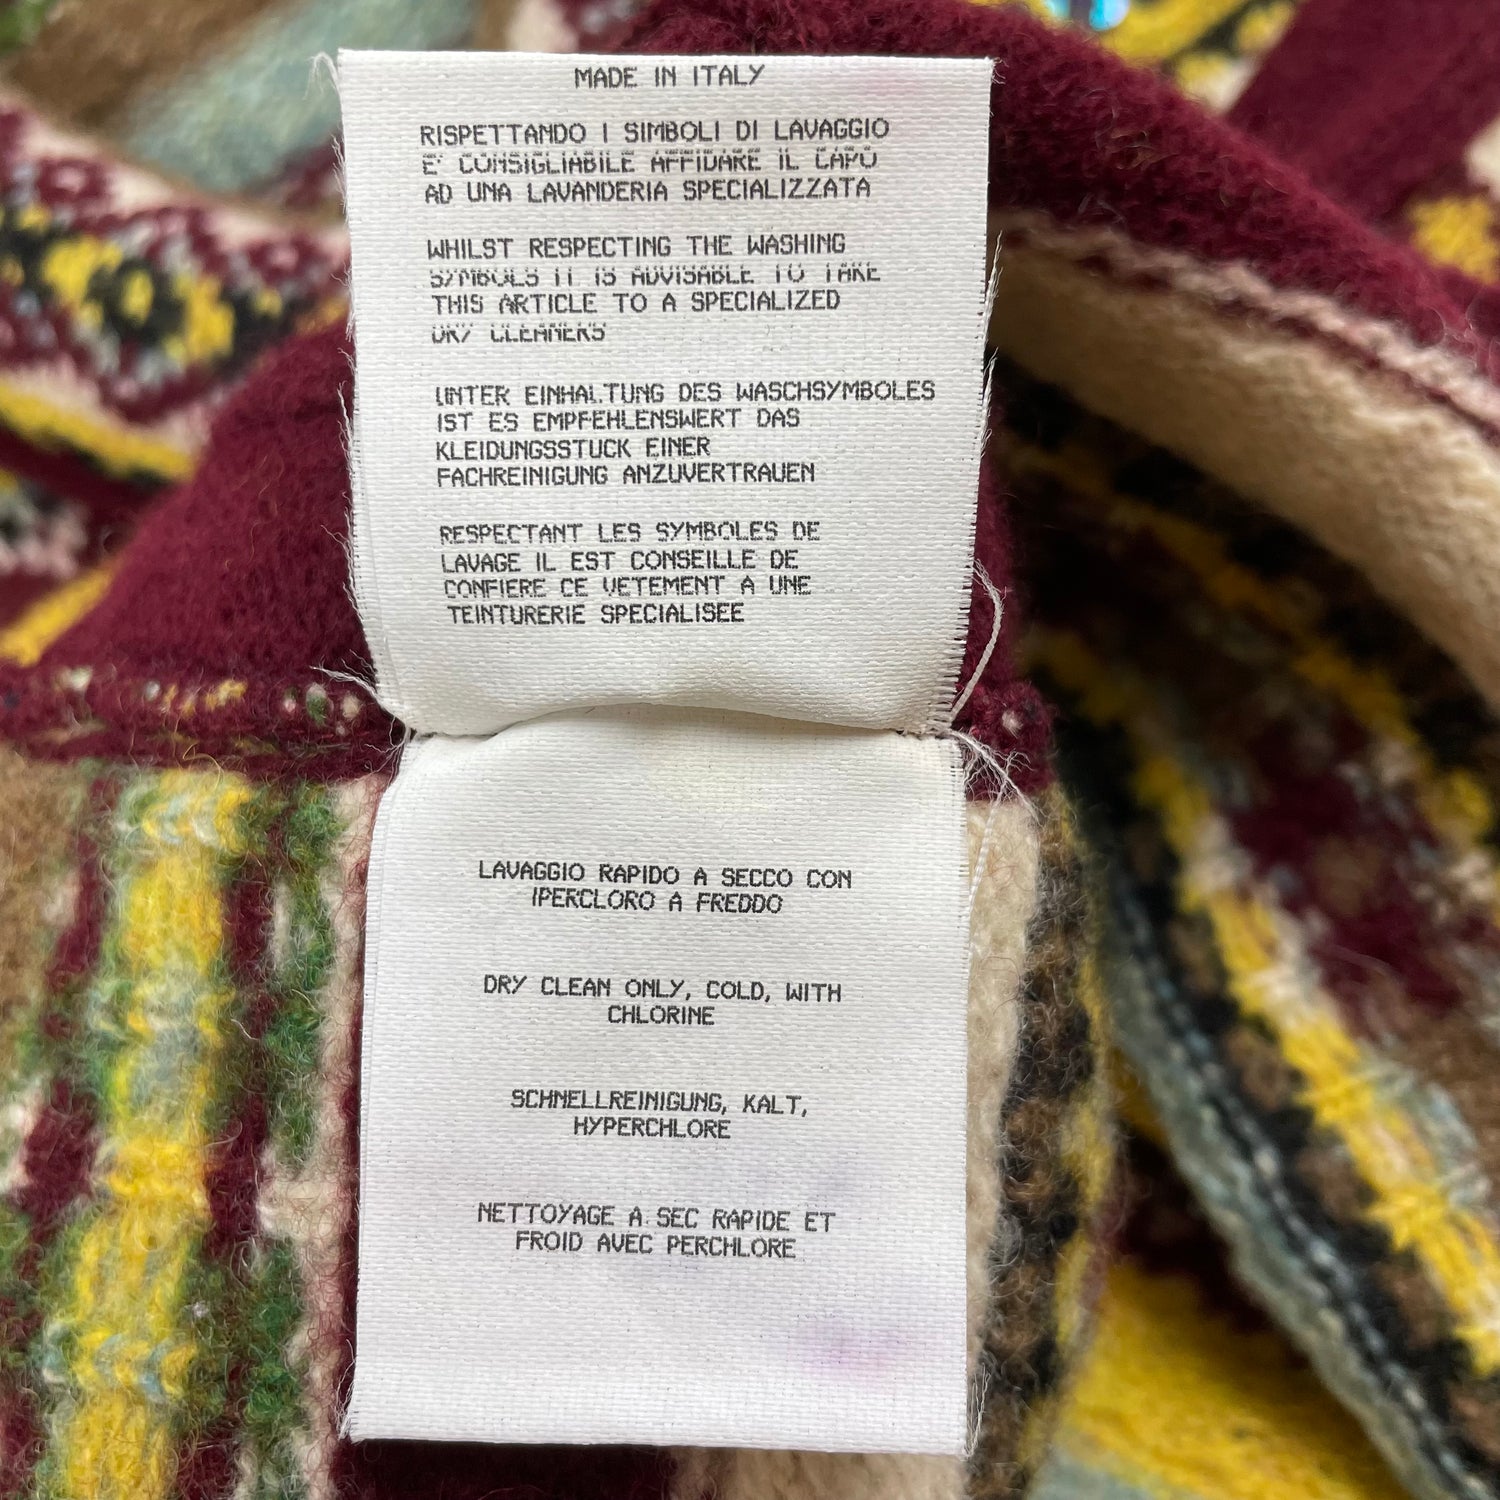 MADE IN ITALY
RISPETTANDO I SIMBOLI DI LAVAGGIO
E' CONSIGLIABILE AFFIDARE IL CAPO
AD UNA LAVANDERIA SPECIALIZZATA
WHILST RESPECTING THE WASHING
SYMBOLS IT IS ADVISABLE TO TAKE
THIS ARTICLE TO A SPECIALIZED
DRY CLEANERS
UNTER EINHALTUNG DES WASCHSYMBOLES
IST ES EMPFEHLENSWERT DAS
KLEIDUNGSSTUCK EINER
FACHREINIGUNG ANZUVERTRAUEN
RESPECTANT LES SYMBOLES DE
LAVAGE IL EST CONSEILLE DE
CONFIERE CE VETEMENT A UNE
TEINTURERIE SPECIALISEE
LAVAGGIO RAPIDO A SECCO CON
IPERCLORO A FREDDO
DRY CLEAN ONLY, COLD, WITH
CHLORINE
SCHNELLREINIGUNG, KALT,
HYPERCHLORE
NETTOYAGE A SEC RAPIDE ET
FROID AVEC PERCHLORE